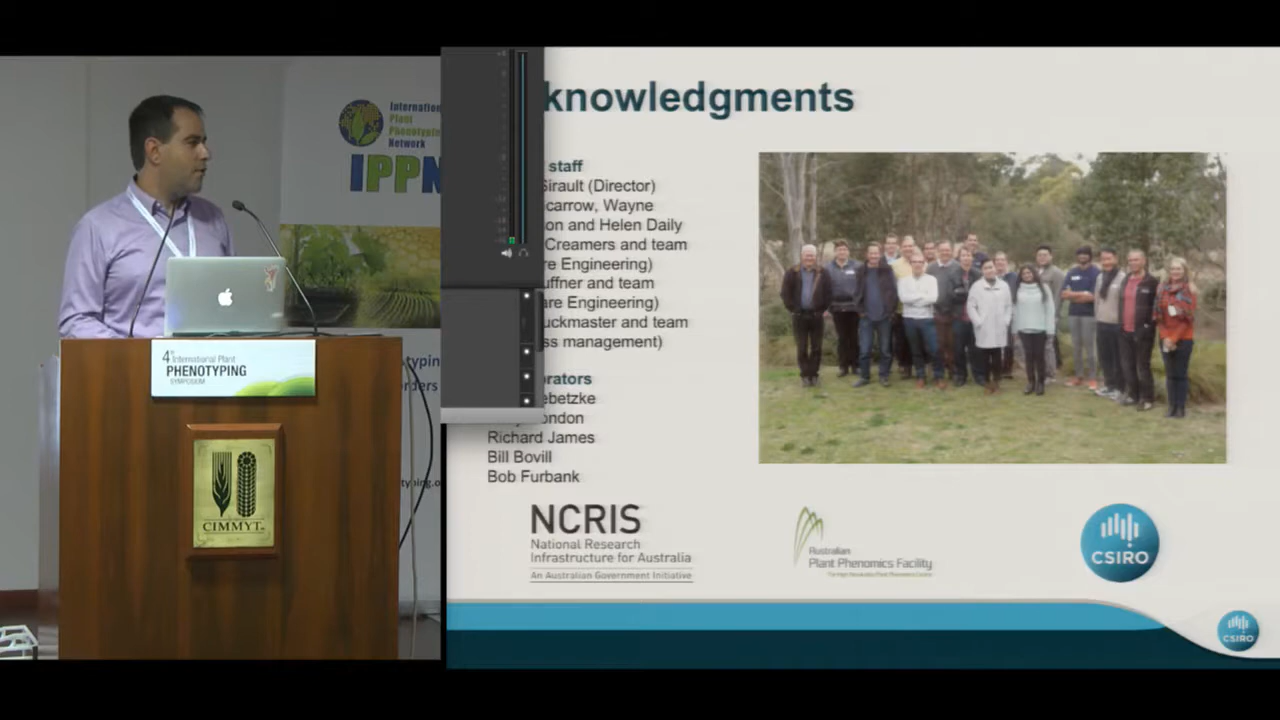 Internation
Plant
Phenotyping
Network
IPPN
4th International Plant
PHENOTYPING
SYMPOSIUM
CIMMYT
knowledgments
staff
Sirault (Director)
carrow, Wayne
on and Helen Daily
Creamers and team
re Engineering)
uffner and team
are Engineering)
uckmaster and team
ss management)
orators
ebetzke
ondon
Richard James
Bill Bovill
Bob Furbank
NCRIS
National Research
Infrastructure for Australia
An Australian Government Initiative
Australian
Plant Phenomics Facility
CSIRO
CSIRO